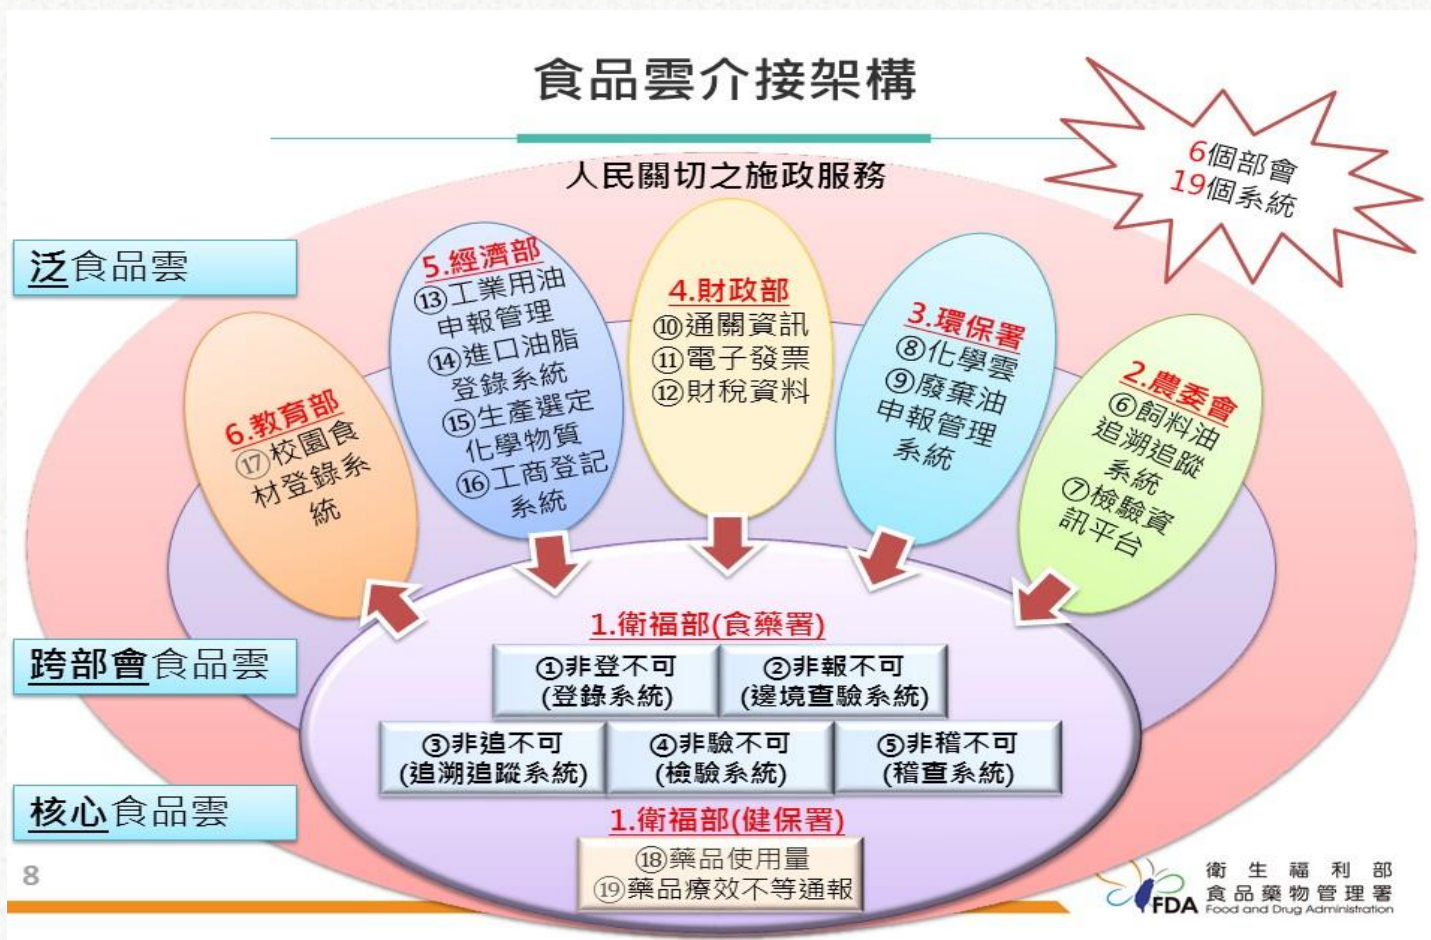 食品雲介接架構
6個部會
19個系統
人民關切之施政服務
泛食品雲
5.經濟部
⑬工業用油
申報管理
⑭進口油脂
登錄系統
⑮生產選定
化學物質
⑯工商登記
系統
4.財政部
⑩通關資訊
⑪電子發票
⑫財稅資料
3.環保署
⑧化學雲
⑨廢棄油
申報管理
系統
2.農委會
⑥飼料油
追溯追蹤
系統
⑦檢驗資
訊平台
6.教育部
⑰校園食
材登錄系
統
跨部會食品雲
1.衛福部(食藥署)
①非登不可
(登錄系統)
②非報不可
(邊境查驗系統)
③非追不可
(追溯追蹤系統)
④非驗不可
(檢驗系統)
⑤非稽不可
(稽查系統)
核心食品雲
1.衛福部(健保署)
⑱藥品使用量
⑲藥品療效不等通報
8
FDA
衛生福利部
食品藥物管理署
Food and Drug Administration